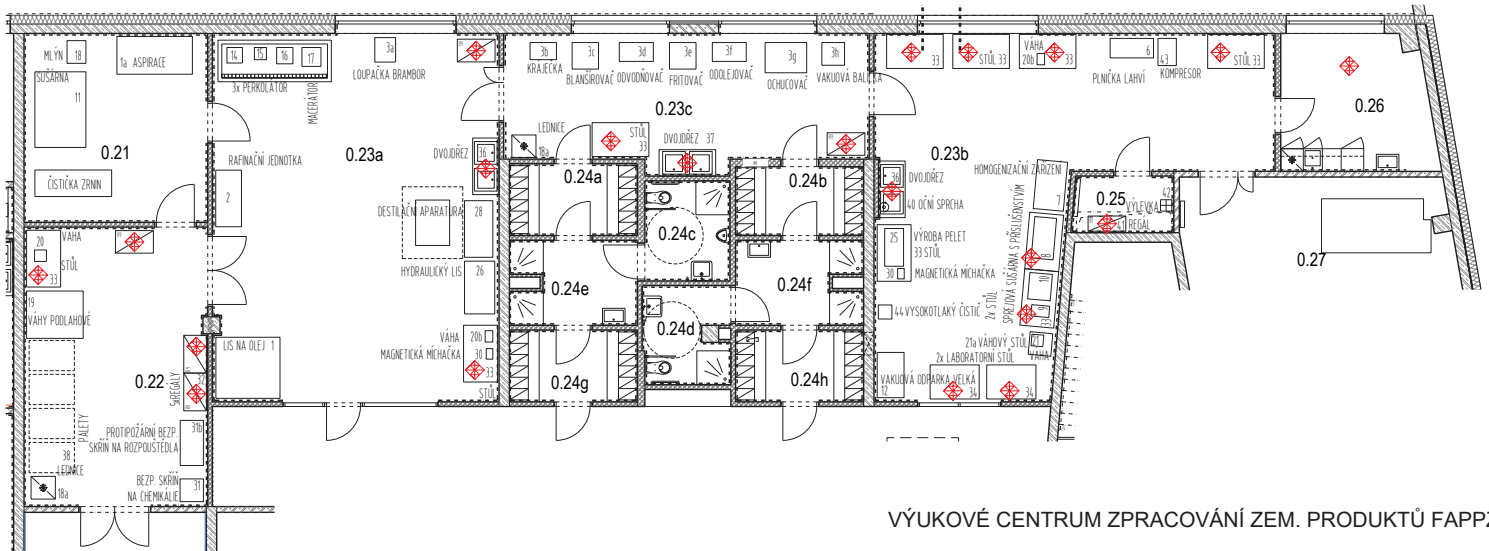 MLÝN 18
1a ASPIRACE
SUŠÁRNA
11
0.21
ČISTIČKA ZRNIN
14 15 16 17
3x PERKOLÁTOR
MACERÁTOR
3a
LOUPAČKA BRAMBOR
RAFINAČNÍ JEDNOTKA
2
0.23a
DVOJDŘEZ
36
DESTILAČNÍ APARATURA
28
HYDRAULICKÝ LIS
26
VÁHA 20b
MAGNETICKÁ MÍCHAČKA 30
33
STŮL
LIS NA OLEJ 1
20 VÁHA
STŮL
33
19
VÁHY PODLAHOVÉ
0.22
PALETY
5xREGÁLY
32
PROTIPOŽÁRNÍ BEZP.
SKŘÍŇ NA ROZPOUŠTĚDLA
31b
38
LEDNICE
18a
BEZP. SKŘÍŇ
NA CHEMIKÁLIE
31
3b
KRAJEČKA
3c
BLANŠÍROVAČ
3d
ODVODŇOVAČ
3e
FRITOVAČ
3f
ODOLEJOVAČ
3g
OCHUCOVAČ
3h
VAKUOVÁ BALIČKA
0.23c
LEDNICE
18a
STŮL
33
DVOJDŘEZ 37
0.24a
0.24b
0.24c
0.24d
0.24e
0.24f
0.24g
0.24h
33
STŮL 33
VÁHA
20b 33
6
PLNIČKA LAHVÍ
43
KOMPRESOR
STŮL 33
0.26
0.23b
36
DVOJDŘEZ
40 OČNÍ SPRCHA
HOMOGENIZAČNÍ ZAŘÍZENÍ
7
0.25
VÝLEVKA
42
41
REGÁL
25
VÝROBA PELET
33 STŮL
30 MAGNETICKÁ MÍCHAČKA
SPREJOVÁ SUŠÁRNA S PŘÍSLUŠENSTVÍM
8
2x STŮL
10
9
33
44 VYSOKOTLAKÝ ČISTIČ
21a VÁHOVÝ STŮL
21
VÁHA
2x LABORATORNÍ STŮL
VAKUOVÁ ODPARKA VELKÁ
12
34
34
0.27
VÝUKOVÉ CENTRUM ZPRACOVÁNÍ ZEM. PRODUKTŮ FAPPZ